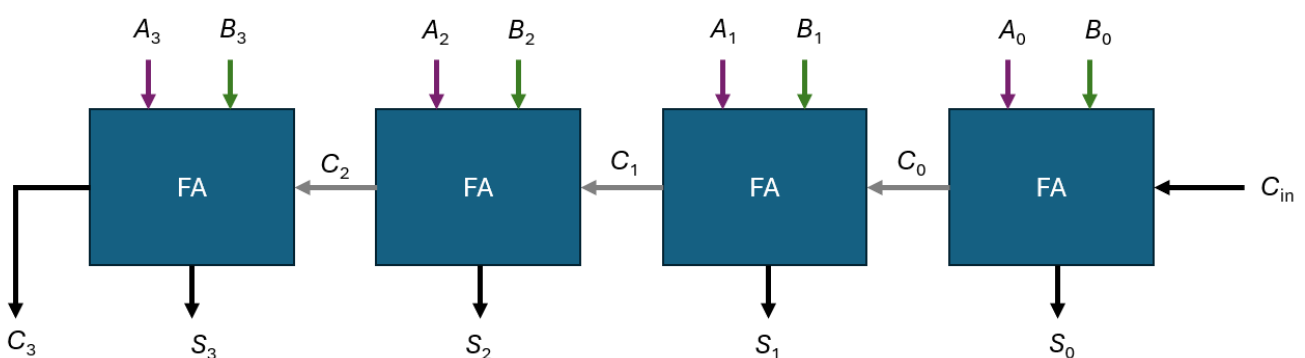 A₃ B₃ A₂ B₂ A₁ B₁ A₀ B₀
C₂ C₁ C₀
FA FA FA FA C_in
C₃ S₃ S₂ S₁ S₀